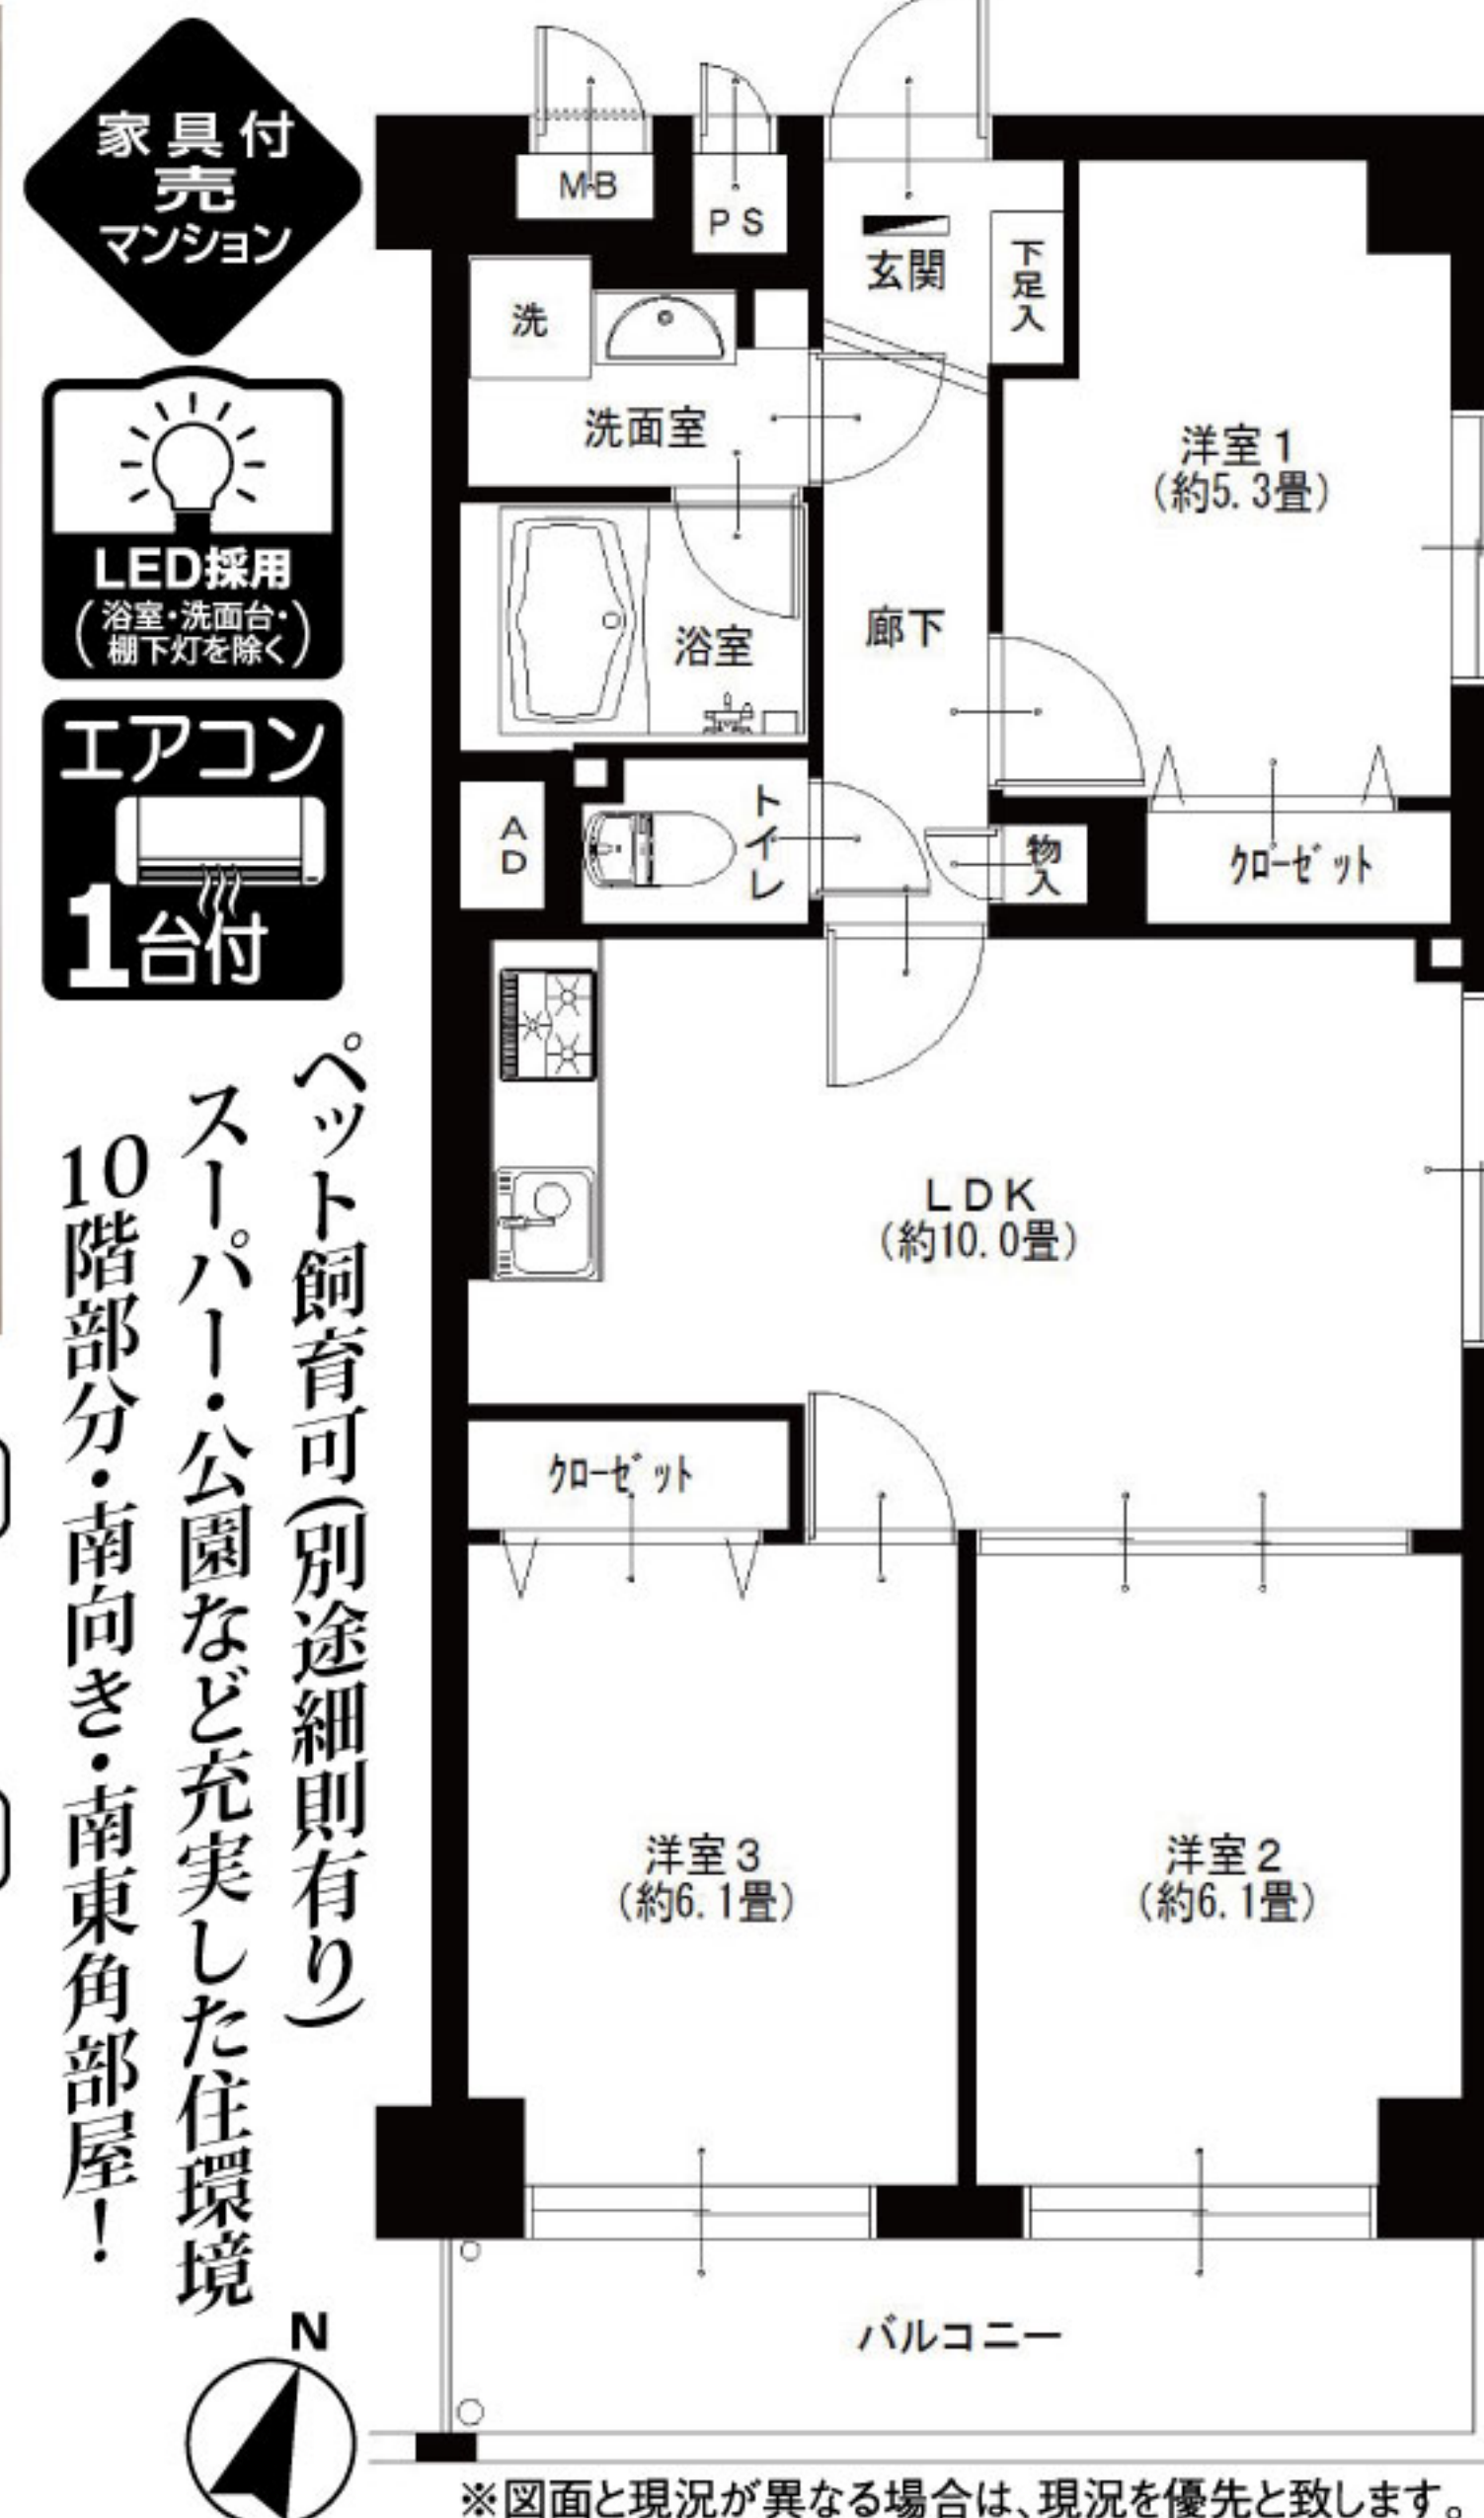 家具付
売
マンション
LED採用
(浴室・洗面台・
棚下灯を除く)
エアコン
1台付
ペット飼育可(別途細則有り)
スーパー・公園など充実した住環境
10階部分・南向き・南東角部屋!
N
MB
PS
玄関
下足入
洗
洗面室
洋室1
(約5.3畳)
浴室
廊下
トイレ
AD
物入
クローゼット
LDK
(約10.0畳)
クローゼット
洋室3
(約6.1畳)
洋室2
(約6.1畳)
バルコニー
※図面と現況が異なる場合は、現況を優先と致します。